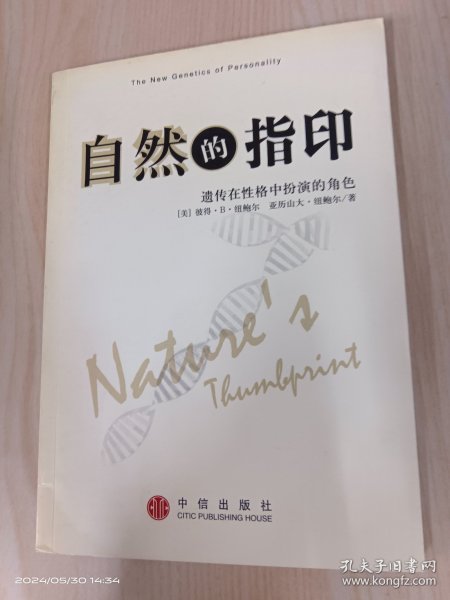 The New Genetics of Personality
自然的指印
遗传在性格中扮演的角色
[美] 彼得·B·纽鲍尔 亚历山大·纽鲍尔/著
Nature's
Thumbprint
中信出版社
CITIC PUBLISHING HOUSE
2024/05/30 14:34
孔夫子旧书网
www.kongfz.com